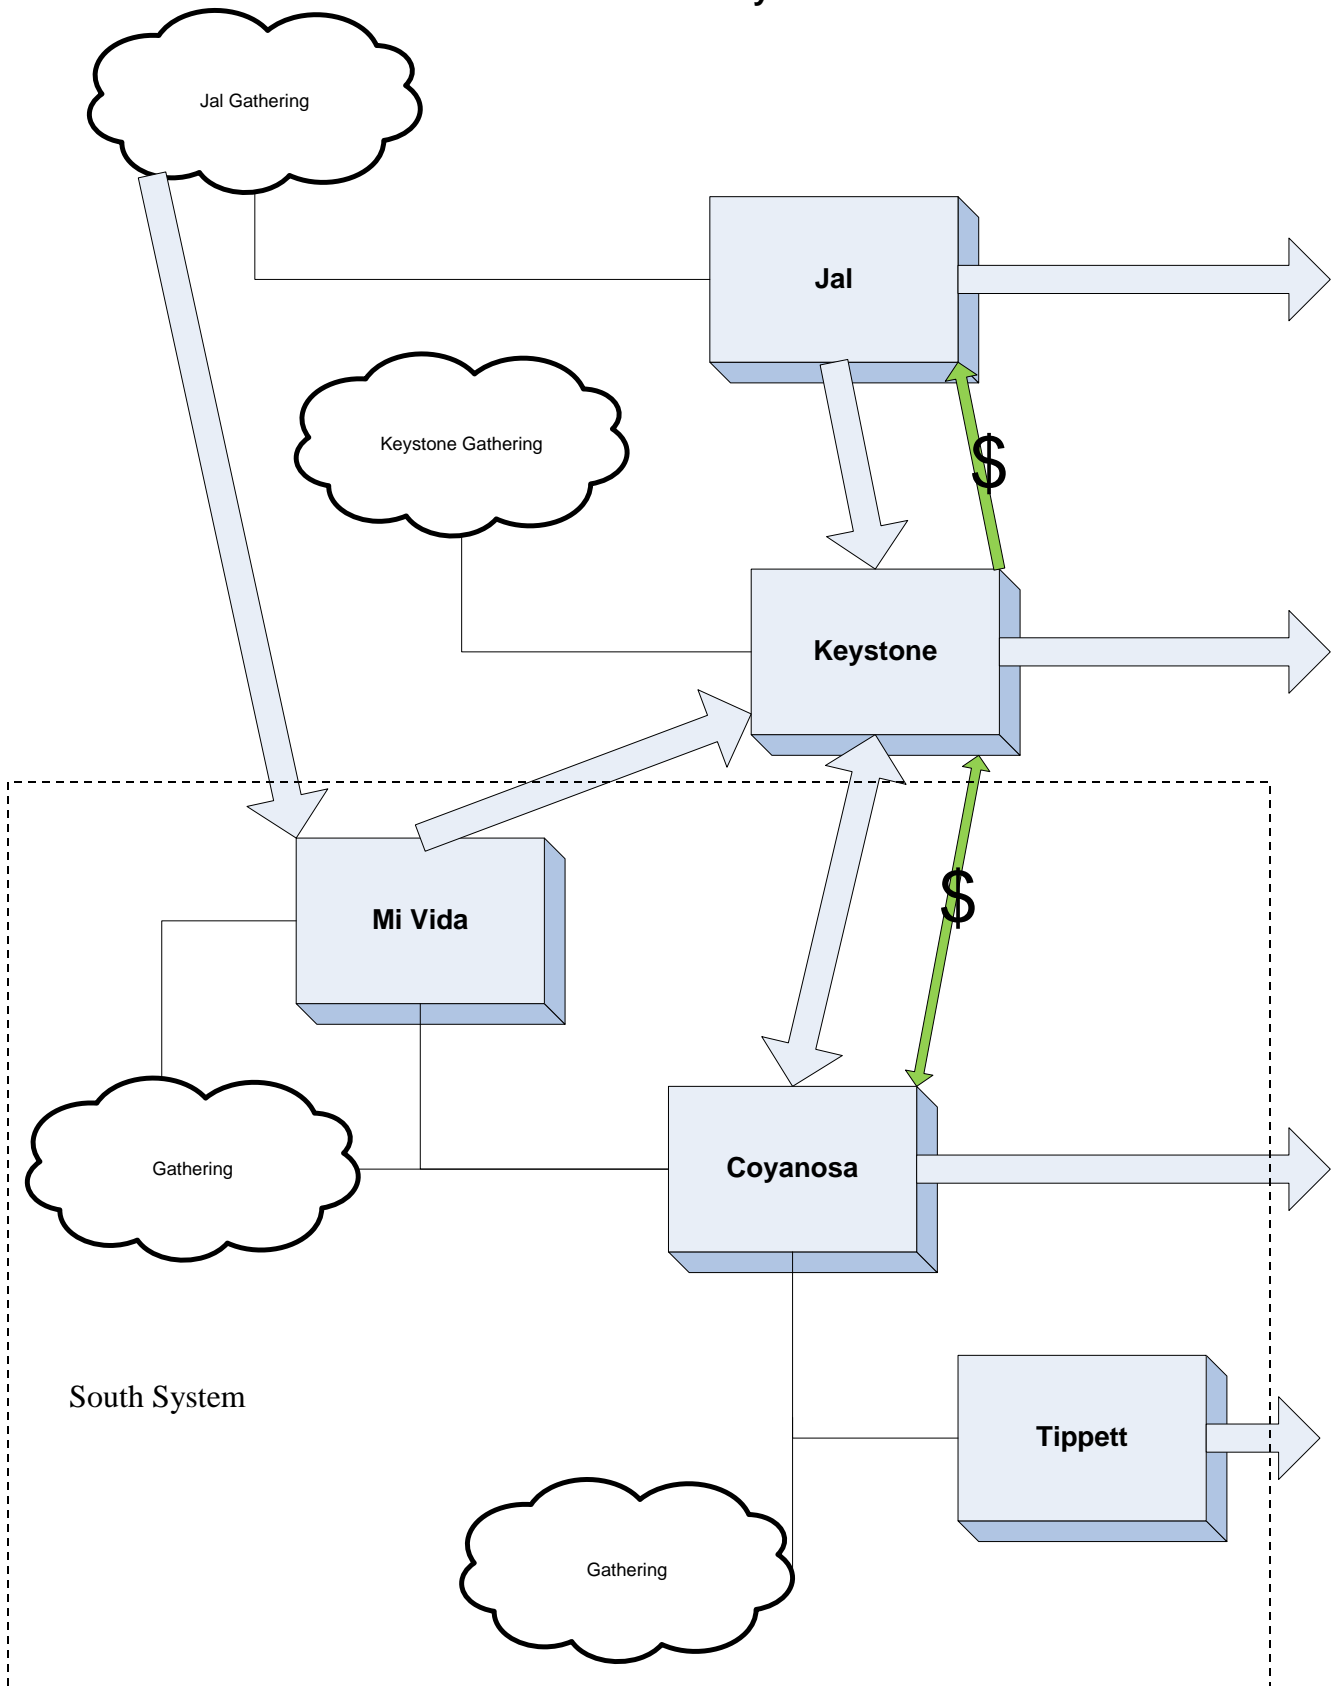 Jal Gathering
Jal
Keystone Gathering
$
Keystone
Mi Vida
$
Gathering
Coyanosa
South System
Tippett
Gathering